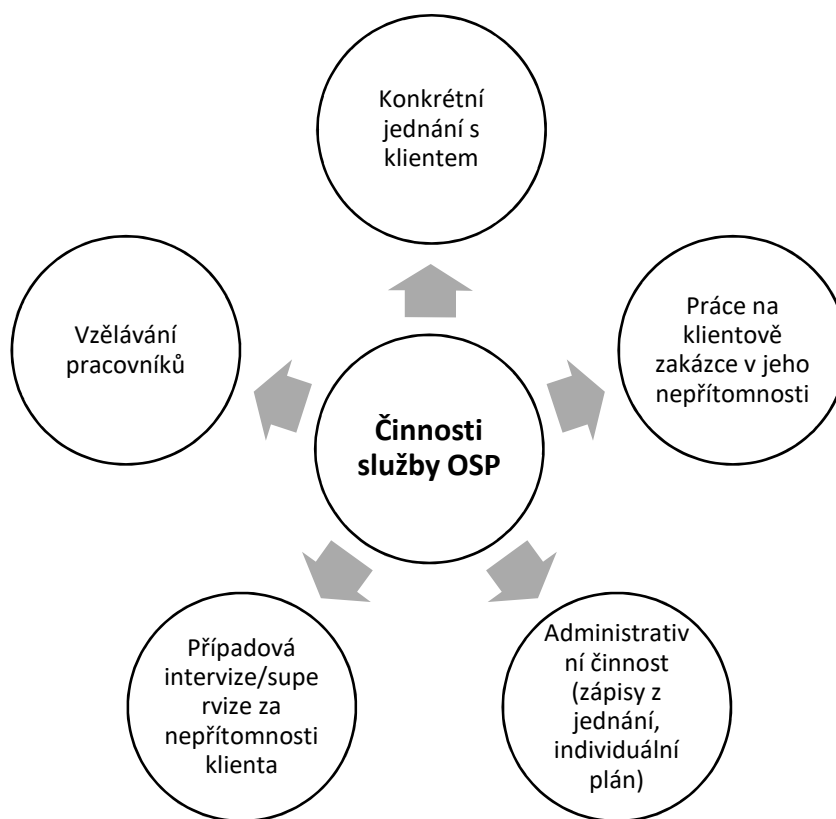 Konkrétní
jednání s
klientem
Vzělávání
pracovníků
Práce na
klientově
zakázce v jeho
nepřítomnosti
Činnosti
služby OSP
Případová
intervize/supe
rvize za
nepřítomnosti
klienta
Administrativ
ní činnost
(zápisy z
jednání,
individuální
plán)